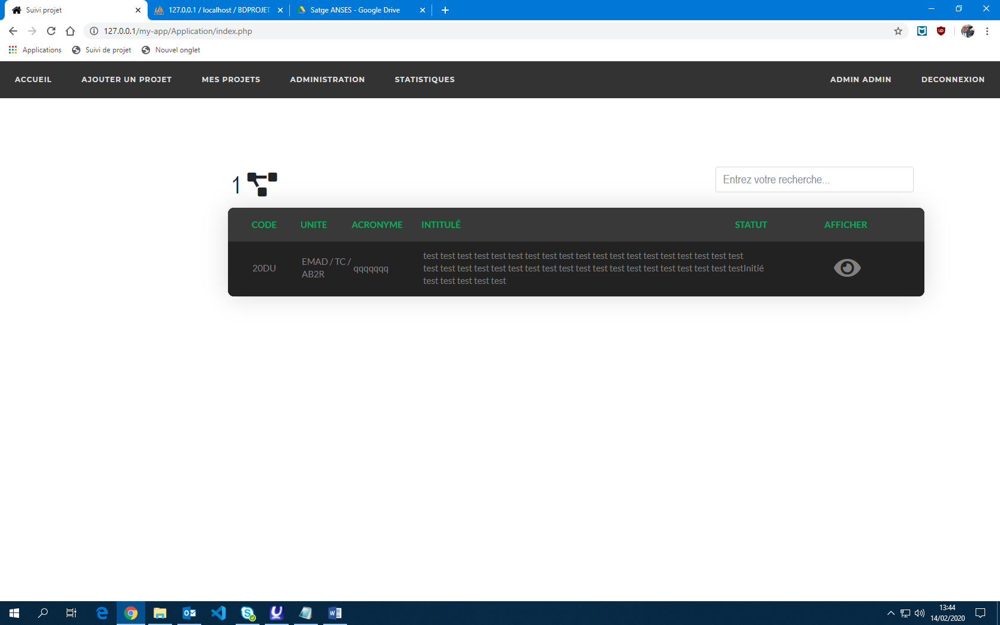 Suivi projet
127.0.0.1 / localhost / BDPROJET
Satge ANSES - Google Drive
127.0.0.1/my-app/Application/index.php
Applications
Suivi de projet
Nouvel onglet
ACCUEIL
AJOUTER UN PROJET
MES PROJETS
ADMINISTRATION
STATISTIQUES
ADMIN ADMIN
DECONNEXION
1
Entrez votre recherche...
CODE UNITE ACRONYME INTITULÉ STATUT AFFICHER
20DU
EMAD / TC /
AB2R
qqqqqqq
test test test test test test test test test test test test test test test test test test test
test test test test test test test test test test test test test test test test test test testInitié
test test test test test
13:44
14/02/2020